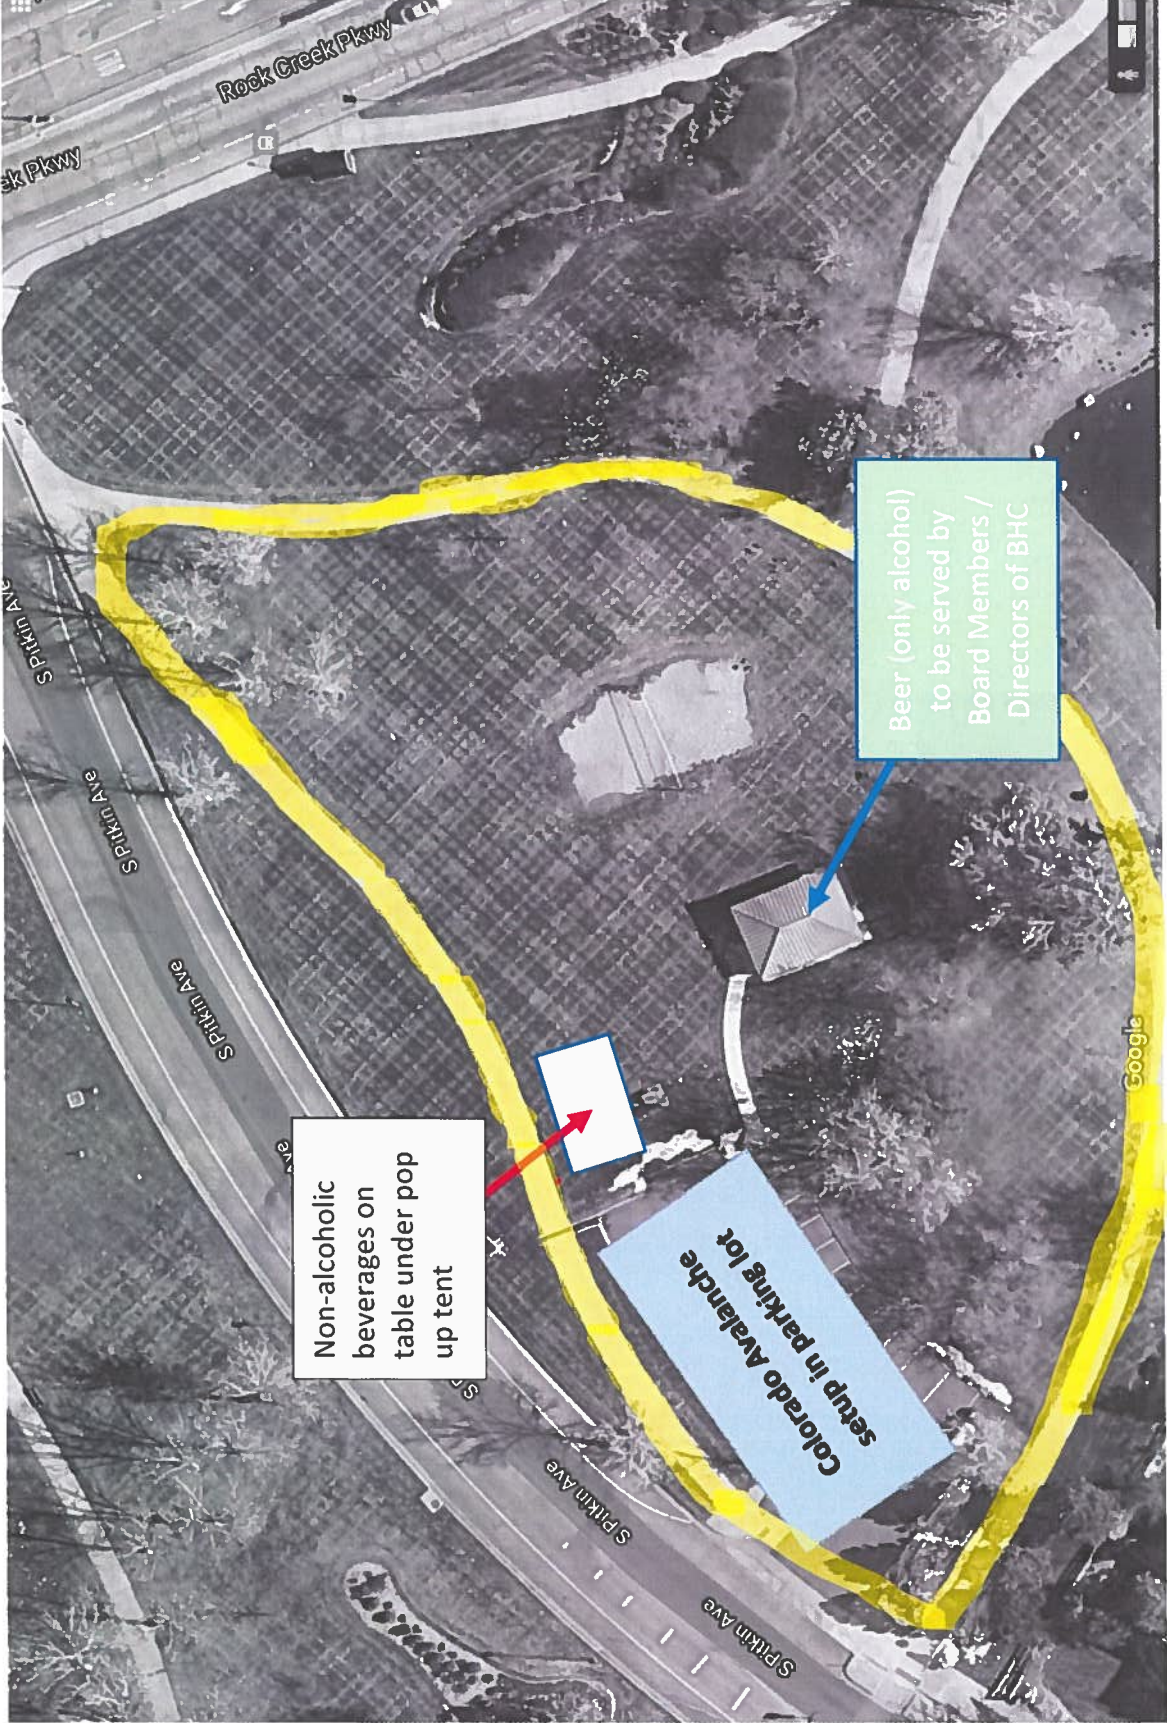 Rock Creek Pkwy
ek Pkwy
S Pitkin Ave
S Pitkin Ave
S Pitkin Ave
Ave
S Pitkin Ave
S Pitkin Ave
Non-alcoholic
beverages on
table under pop
up tent
Beer (only alcohol)
to be served by
Board Members /
Directors of BHC
Colorado Avalanche
setup in parking lot
Google